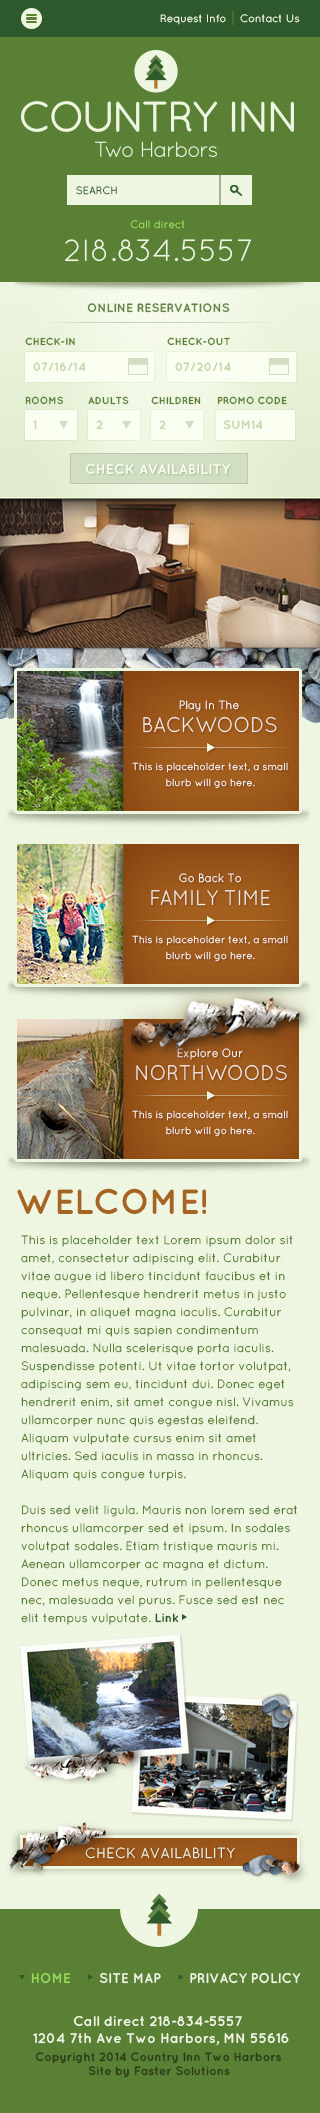 Request Info
Contact Us
COUNTRY INN
Two Harbors
SEARCH
Call direct
218.834.5557
ONLINE RESERVATIONS
CHECK-IN
CHECK-OUT
07/16/14
07/20/14
ROOMS
ADULTS
CHILDREN
PROMO CODE
1
2
2
SUM14
CHECK AVAILABILITY
Play In The
BACKWOODS
This is placeholder text, a small
blurb will go here.
Go Back To
FAMILY TIME
This is placeholder text, a small
blurb will go here.
Explore Our
NORTHWOODS
This is placeholder text, a small
blurb will go here.
WELCOME!
This is placeholder text Lorem ipsum dolor sit
amet, consectetur adipiscing elit. Curabitur
vitae augue id libero tincidunt faucibus et in
neque. Pellentesque hendrerit metus in justo
pulvinar, in aliquet magna iaculis. Curabitur
consequat mi quis sapien condimentum
malesuada. Nulla scelerisque porta iaculis.
Suspendisse potenti. Ut vitae tortor volutpat,
adipiscing sem eu, tincidunt dui. Donec eget
hendrerit enim, sit amet congue nisl. Vivamus
ullamcorper nunc quis egestas eleifend.
Aliquam vulputate cursus enim sit amet
ultricies. Sed iaculis in massa in rhoncus.
Aliquam quis congue turpis.
Duis sed velit ligula. Mauris non lorem sed erat
rhoncus ullamcorper sed et ipsum. In sodales
volutpat sodales. Etiam tristique mauris mi.
Aenean ullamcorper ac magna et dictum.
Donec metus neque, rutrum in pellentesque
nec, malesuada vel purus. Fusce sed est nec
elit tempus vulputate. Link
CHECK AVAILABILITY
HOME
SITE MAP
PRIVACY POLICY
Call direct 218-834-5557
1204 7th Ave Two Harbors, MN 55616
Copyright 2014 Country Inn Two Harbors
Site by Faster Solutions